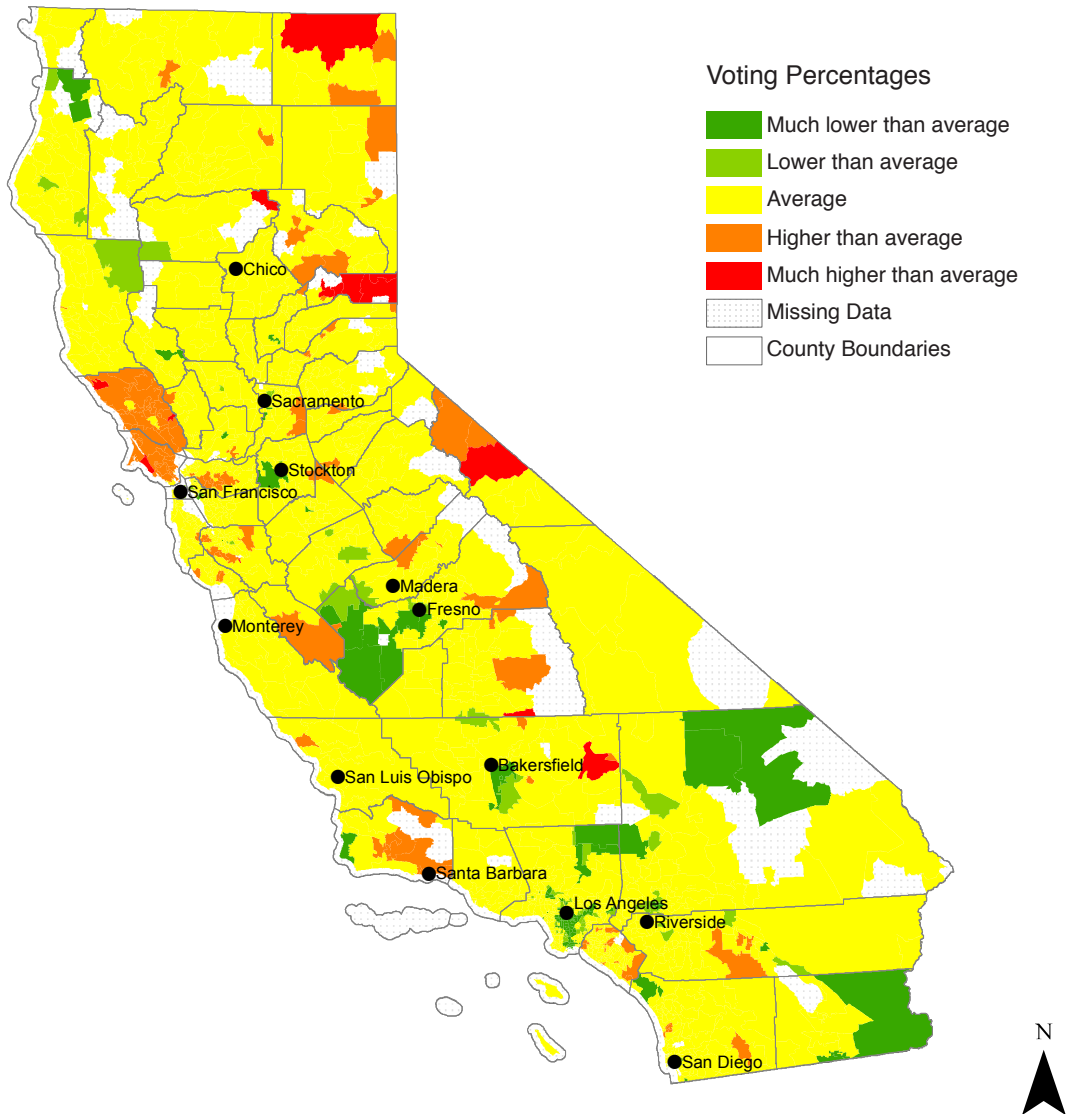 Voting Percentages
Much lower than average
Lower than average
Average
Higher than average
Much higher than average
Missing Data
County Boundaries
Chico
Sacramento
Stockton
San Francisco
Madera
Fresno
Monterey
Bakersfield
San Luis Obispo
Santa Barbara
Los Angeles
Riverside
San Diego
N